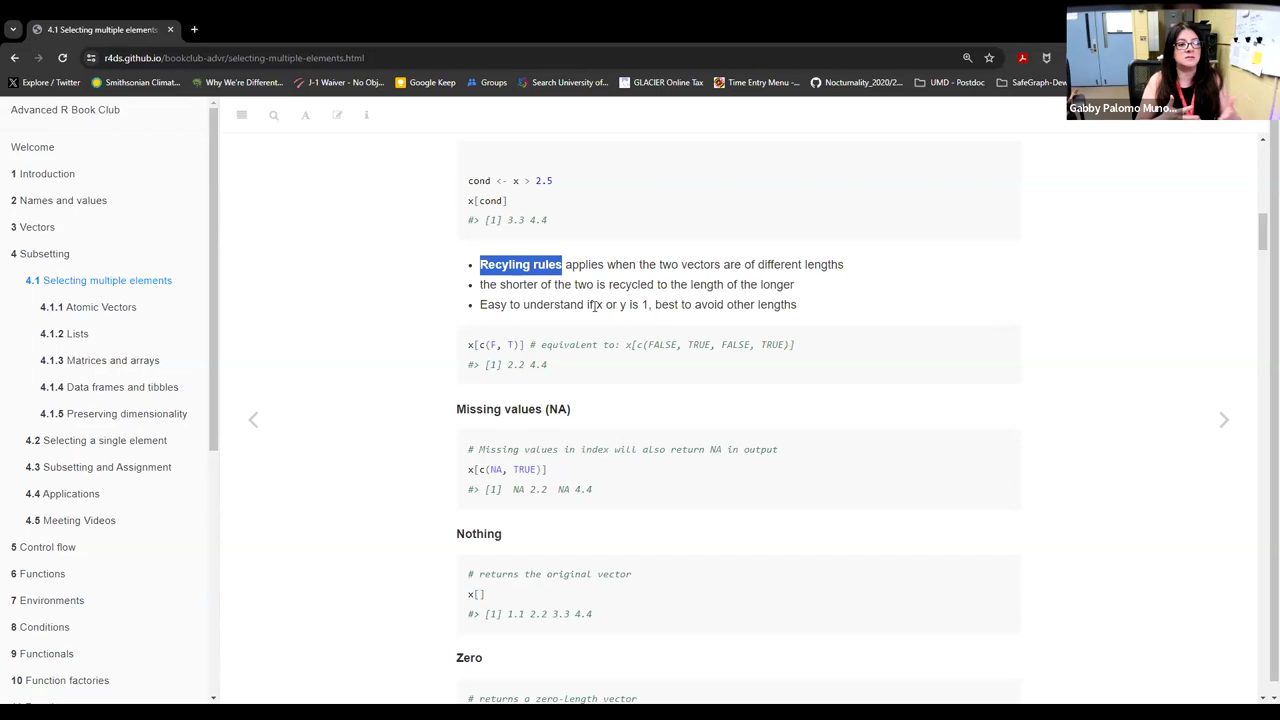 4.1 Selecting multiple elements
r4ds.github.io/bookclub-advr/selecting-multiple-elements.html
Explore / Twitter
Smithsonian Climat...
Why We're Different...
J-1 Waiver - No Obj...
Google Keep
Groups
Search University of...
GLACIER Online Tax
Time Entry Menu -...
Nocturnality_2020/2...
UMD - Postdoc
SafeGraph-Dew
Gabby Palomo Muno...
Advanced R Book Club
Welcome
1 Introduction
2 Names and values
3 Vectors
4 Subsetting
4.1 Selecting multiple elements
4.1.1 Atomic Vectors
4.1.2 Lists
4.1.3 Matrices and arrays
4.1.4 Data frames and tibbles
4.1.5 Preserving dimensionality
4.2 Selecting a single element
4.3 Subsetting and Assignment
4.4 Applications
4.5 Meeting Videos
5 Control flow
6 Functions
7 Environments
8 Conditions
9 Functionals
10 Function factories
cond <- x > 2.5
x[cond]
#> [1] 3.3 4.4
Recyling rules applies when the two vectors are of different lengths
the shorter of the two is recycled to the length of the longer
Easy to understand if x or y is 1, best to avoid other lengths
x[c(F, T)] # equivalent to: x[c(FALSE, TRUE, FALSE, TRUE)]
#> [1] 2.2 4.4
Missing values (NA)
# Missing values in index will also return NA in output
x[c(NA, TRUE)]
#> [1] NA 2.2 NA 4.4
Nothing
# returns the original vector
x[]
#> [1] 1.1 2.2 3.3 4.4
Zero
# returns a zero-length vector